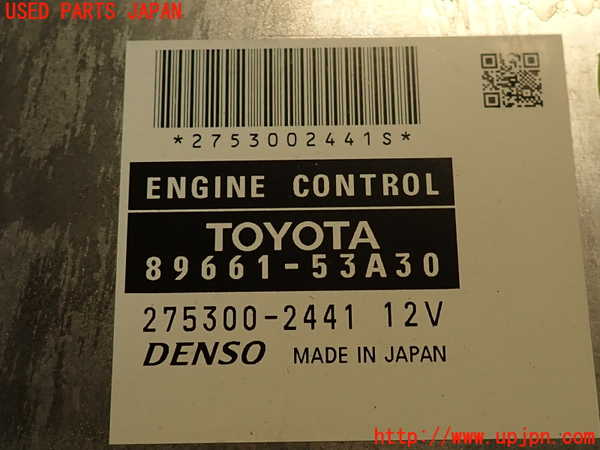 USED PARTS JAPAN
*2753002441S*
ENGINE CONTROL
TOYOTA
89661-53A30
275300-2441 12V
DENSO MADE IN JAPAN
http://www.upjpn.com/